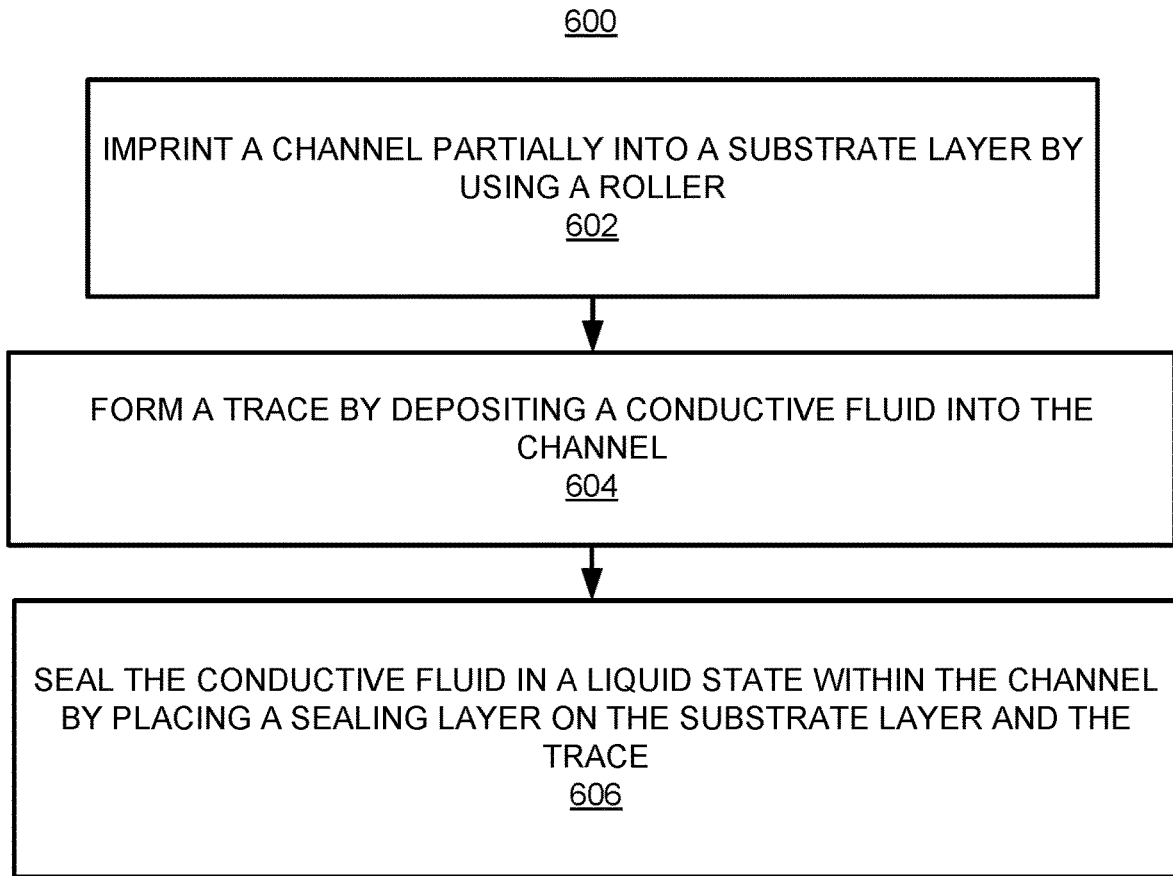 600
IMPRINT A CHANNEL PARTIALLY INTO A SUBSTRATE LAYER BY
USING A ROLLER
602
FORM A TRACE BY DEPOSITING A CONDUCTIVE FLUID INTO THE
CHANNEL
604
SEAL THE CONDUCTIVE FLUID IN A LIQUID STATE WITHIN THE CHANNEL
BY PLACING A SEALING LAYER ON THE SUBSTRATE LAYER AND THE
TRACE
606